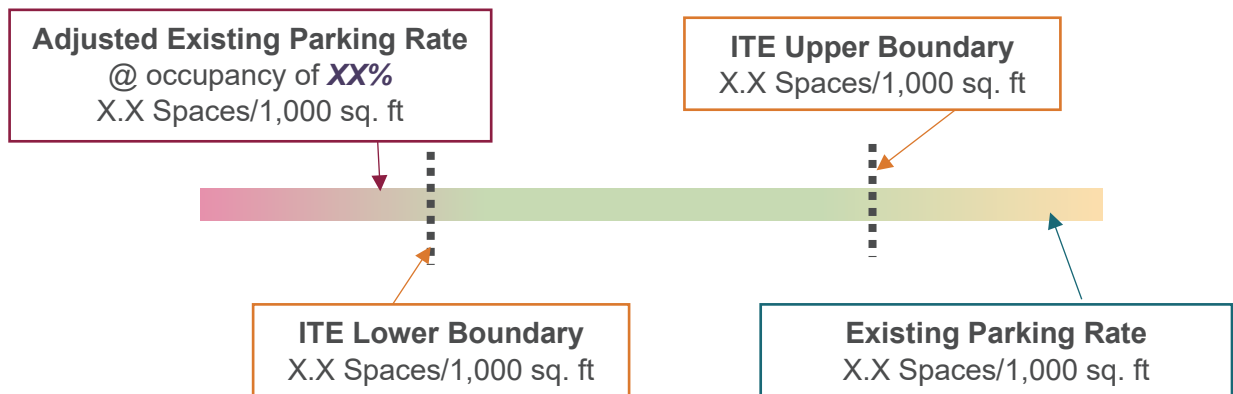 Adjusted Existing Parking Rate
@ occupancy of XX%
X.X Spaces/1,000 sq. ft
ITE Upper Boundary
X.X Spaces/1,000 sq. ft
ITE Lower Boundary
X.X Spaces/1,000 sq. ft
Existing Parking Rate
X.X Spaces/1,000 sq. ft